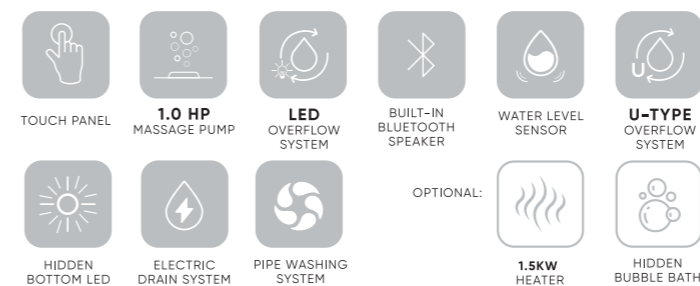 TOUCH PANEL
1.0 HP
MASSAGE PUMP
LED
OVERFLOW
SYSTEM
BUILT-IN
BLUETOOTH
SPEAKER
WATER LEVEL
SENSOR
U
U-TYPE
OVERFLOW
SYSTEM
HIDDEN
BOTTOM LED
ELECTRIC
DRAIN SYSTEM
PIPE WASHING
SYSTEM
OPTIONAL:
1.5KW
HEATER
HIDDEN
BUBBLE BATH